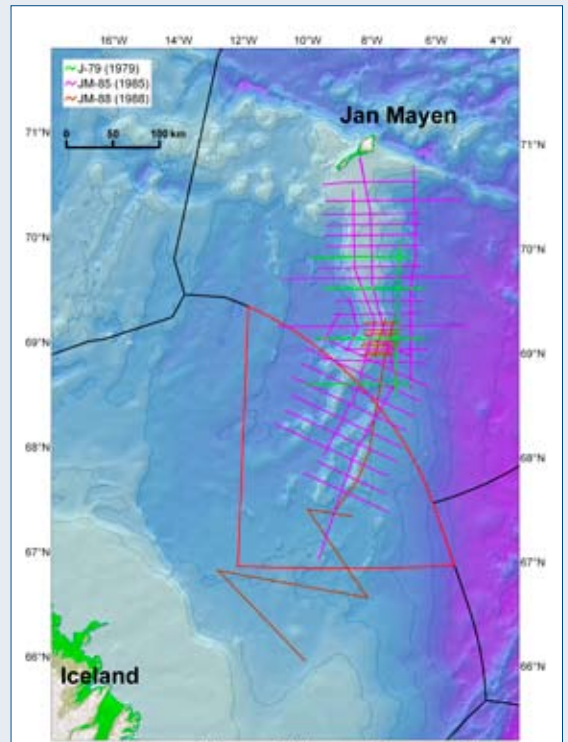 16°W 14°W 12°W 10°W 8°W 6°W 4°W
J-79 (1979)
JM-85 (1985)
JM-88 (1988)
0 50 100 km
Jan Mayen
71°N 71°N
70°N 70°N
69°N 69°N
68°N 68°N
67°N 67°N
66°N 66°N
Iceland